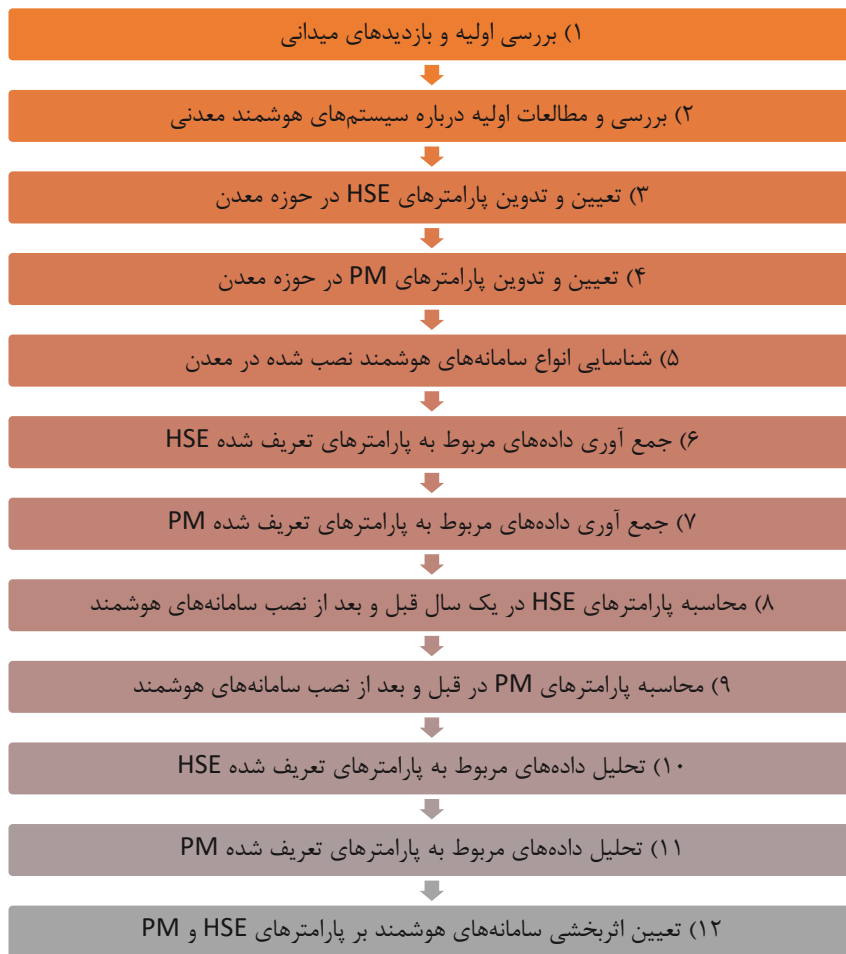 ۱) بررسی اولیه و بازدیدهای میدانی
۲) بررسی و مطالعات اولیه درباره سیستم‌های هوشمند معدنی
۳) تعیین و تدوین پارامترهای HSE در حوزه معدن
۴) تعیین و تدوین پارامترهای PM در حوزه معدن
۵) شناسایی انواع سامانه‌های هوشمند نصب شده در معدن
۶) جمع آوری داده‌های مربوط به پارامترهای تعریف شده HSE
۷) جمع آوری داده‌های مربوط به پارامترهای تعریف شده PM
۸) محاسبه پارامترهای HSE در یک سال قبل و بعد از نصب سامانه‌های هوشمند
۹) محاسبه پارامترهای PM در قبل و بعد از نصب سامانه‌های هوشمند
۱۰) تحلیل داده‌های مربوط به پارامترهای تعریف شده HSE
۱۱) تحلیل داده‌های مربوط به پارامترهای تعریف شده PM
۱۲) تعیین اثربخشی سامانه‌های هوشمند بر پارامترهای HSE و PM